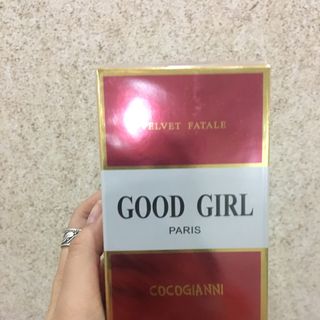 VELVET FATALE
GOOD GIRL
PARIS
COCOGIANNI